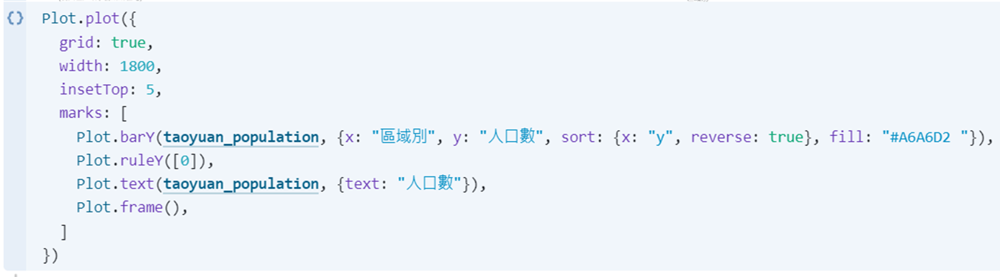 Plot.plot({
grid: true,
width: 1800,
insetTop: 5,
marks: [
Plot.barY(taoyuan_population, {x: "區域別", y: "人口數", sort: {x: "y", reverse: true}, fill: "#A6A6D2 "}),
Plot.ruleY([0]),
Plot.text(taoyuan_population, {text: "人口數"}),
Plot.frame(),
]
})